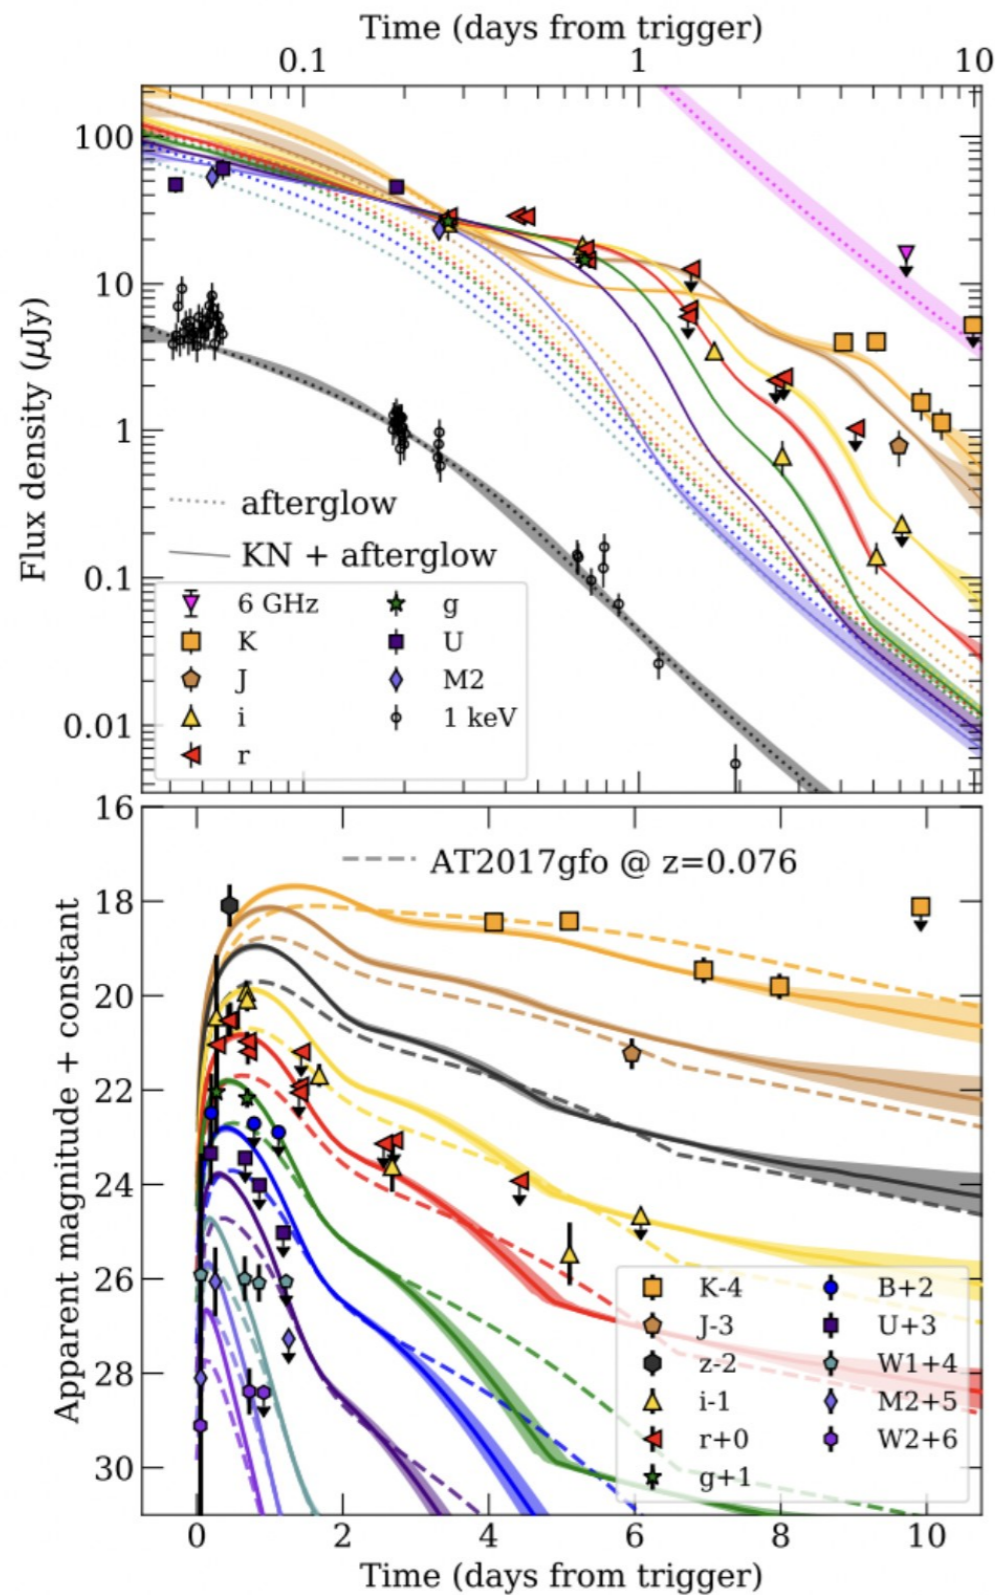 Time (days from trigger)
0.1 1 10
100
10
1
0.1
0.01
Flux density (μJy)
afterglow
KN + afterglow
6 GHz
K
J
i
r
g
U
M2
1 keV
16
18
20
22
24
26
28
30
Apparent magnitude + constant
AT2017gfo @ z=0.076
K-4
J-3
z-2
i-1
r+0
g+1
B+2
U+3
W1+4
M2+5
W2+6
0 2 4 6 8 10
Time (days from trigger)